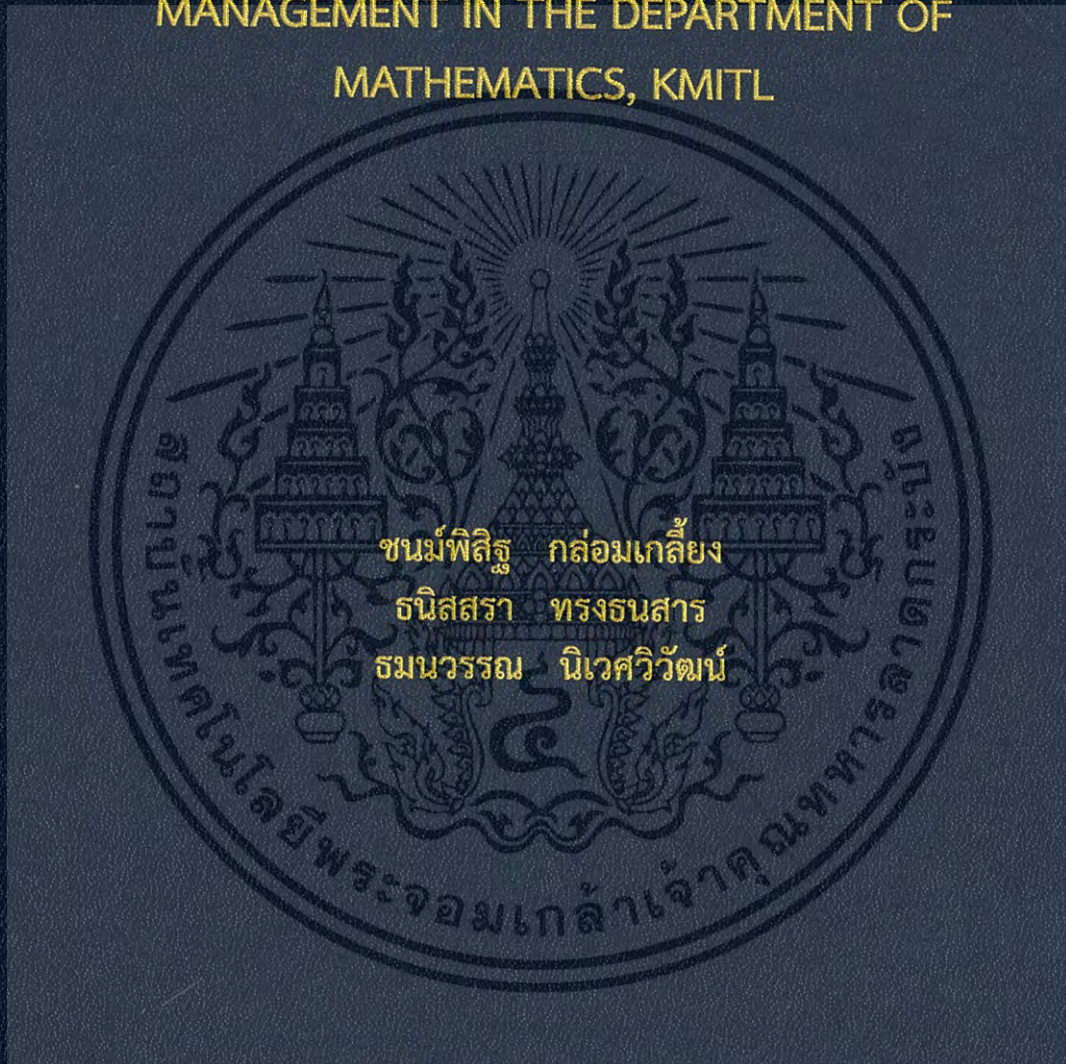 MANAGEMENT IN THE DEPARTMENT OF
MATHEMATICS, KMITL
ชนม์พิสิฐ กล่อมเกลี้ยง
ธนิสสรา ทรงธนสาร
ธมนวรรณ นิเวศวิวัฒน์
สถาบันเทคโนโลยีพระจอมเกล้าเจ้าคุณทหารลาดกระบัง